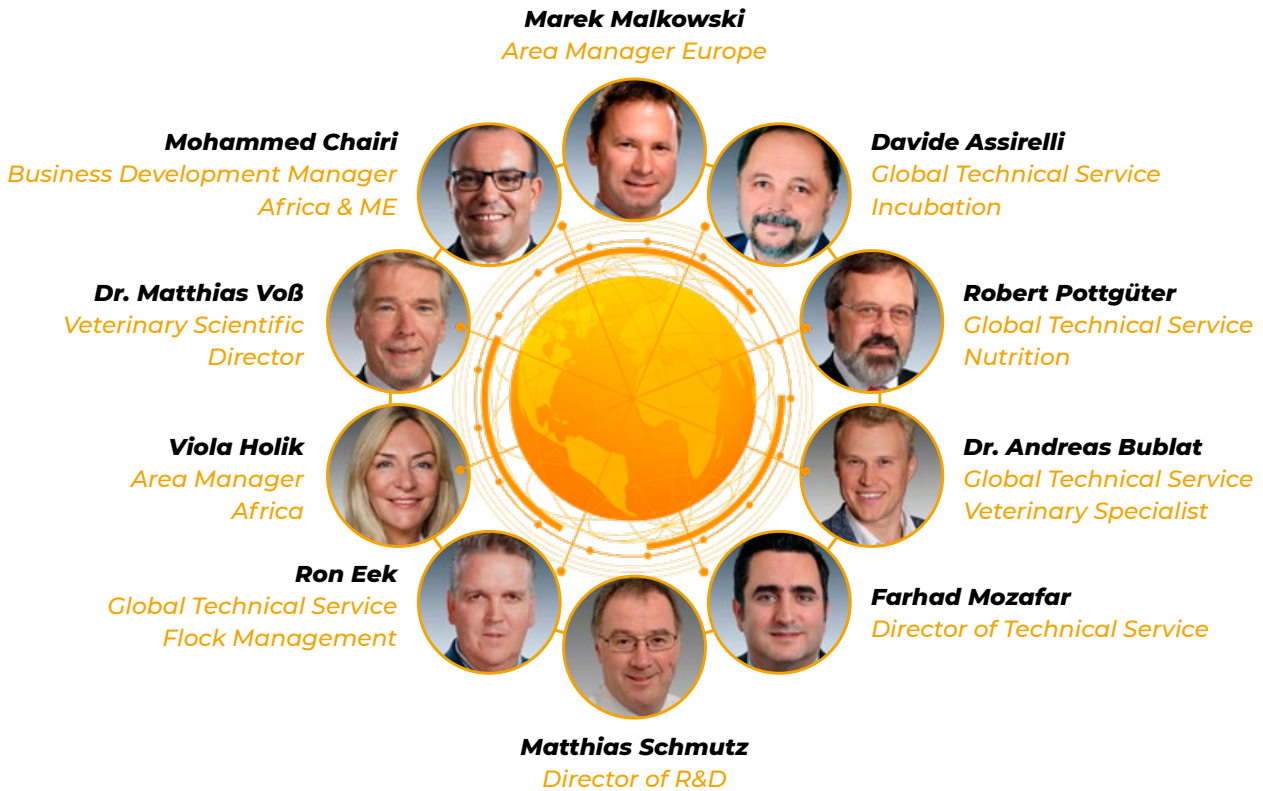 Marek Malkowski
Area Manager Europe
Mohammed Chairi
Business Development Manager
Africa & ME
Davide Assirelli
Global Technical Service
Incubation
Dr. Matthias Voß
Veterinary Scientific
Director
Robert Pottgüter
Global Technical Service
Nutrition
Viola Holik
Area Manager
Africa
Dr. Andreas Bublat
Global Technical Service
Veterinary Specialist
Ron Eek
Global Technical Service
Flock Management
Farhad Mozafar
Director of Technical Service
Matthias Schmutz
Director of R&D